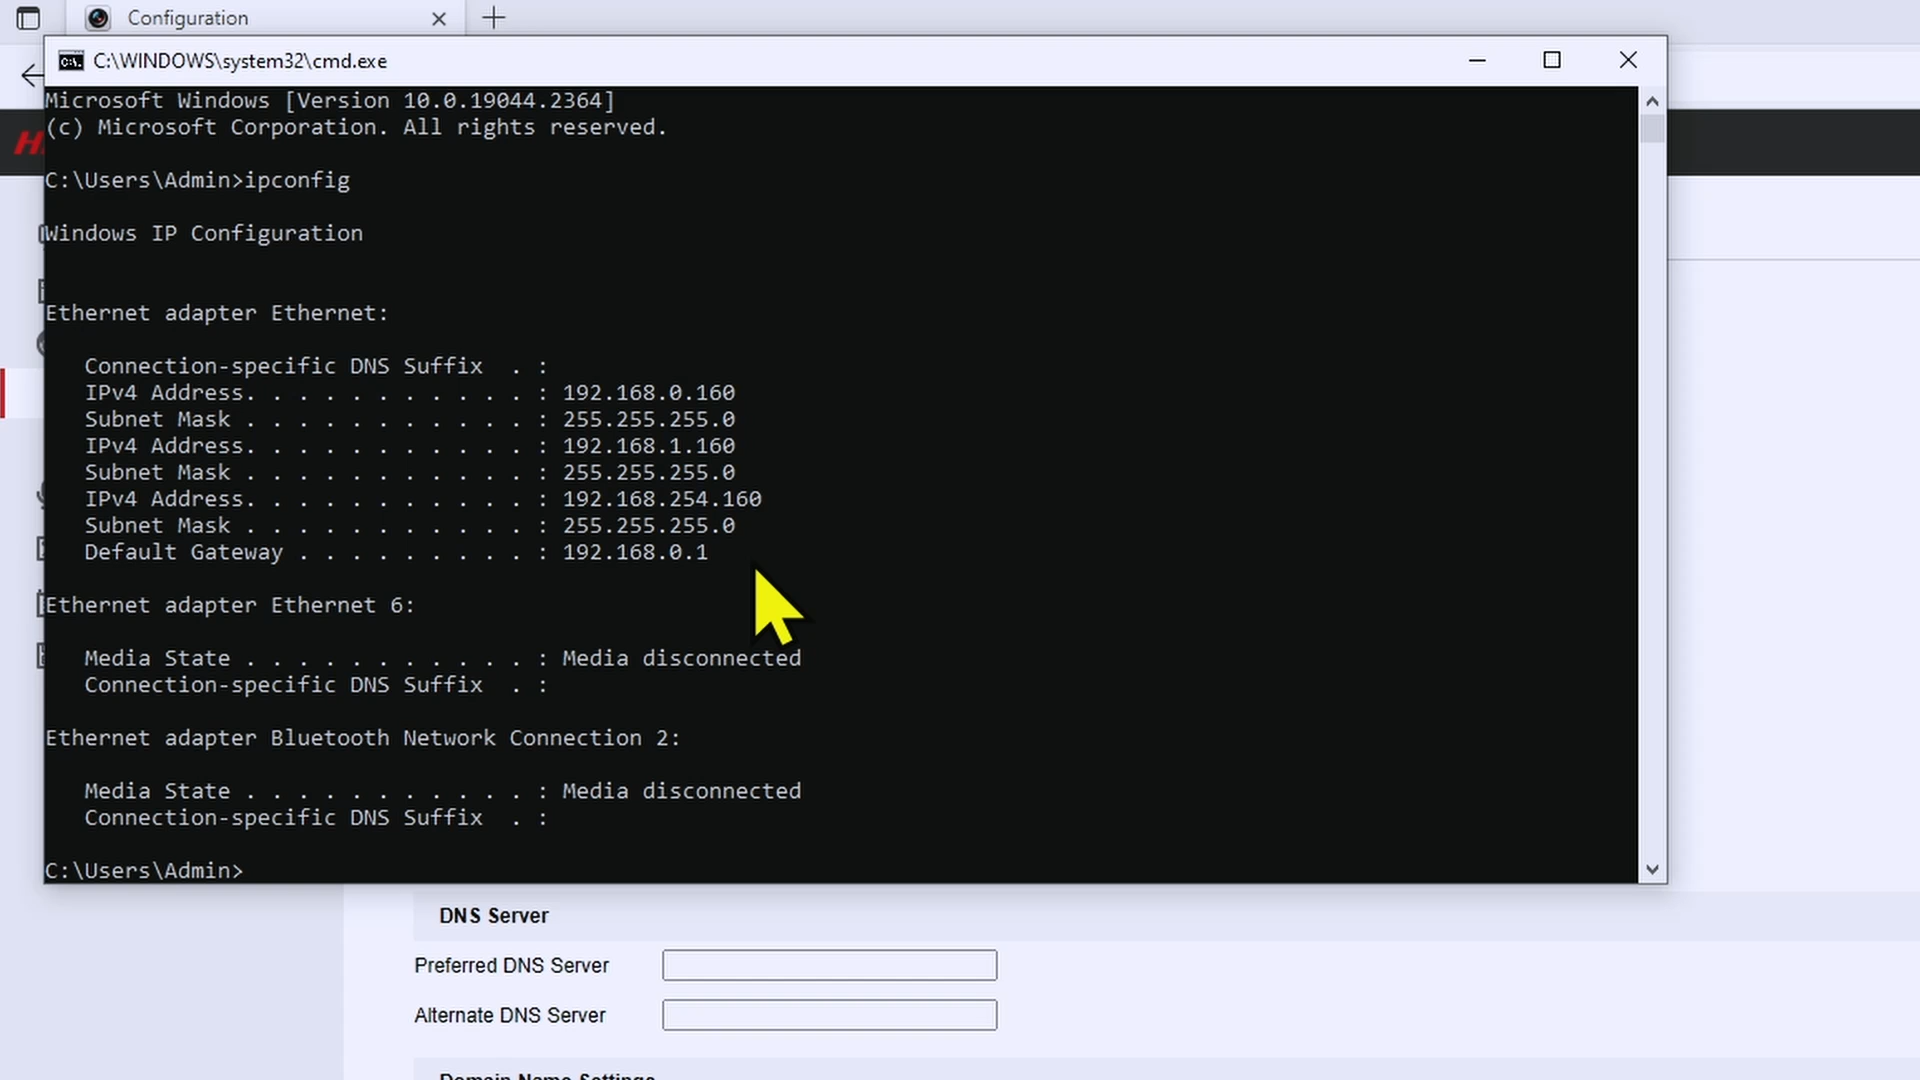 Configuration
C:\WINDOWS\system32\cmd.exe
Microsoft Windows [Version 10.0.19044.2364]
(c) Microsoft Corporation. All rights reserved.
C:\Users\Admin>ipconfig
Windows IP Configuration
Ethernet adapter Ethernet:
Connection-specific DNS Suffix  . :
IPv4 Address. . . . . . . . . . . : 192.168.0.160
Subnet Mask . . . . . . . . . . . : 255.255.255.0
IPv4 Address. . . . . . . . . . . : 192.168.1.160
Subnet Mask . . . . . . . . . . . : 255.255.255.0
IPv4 Address. . . . . . . . . . . : 192.168.254.160
Subnet Mask . . . . . . . . . . . : 255.255.255.0
Default Gateway . . . . . . . . . : 192.168.0.1
Ethernet adapter Ethernet 6:
Media State . . . . . . . . . . . : Media disconnected
Connection-specific DNS Suffix  . :
Ethernet adapter Bluetooth Network Connection 2:
Media State . . . . . . . . . . . : Media disconnected
Connection-specific DNS Suffix  . :
C:\Users\Admin>
DNS Server
Preferred DNS Server
Alternate DNS Server
Domain Name Settings